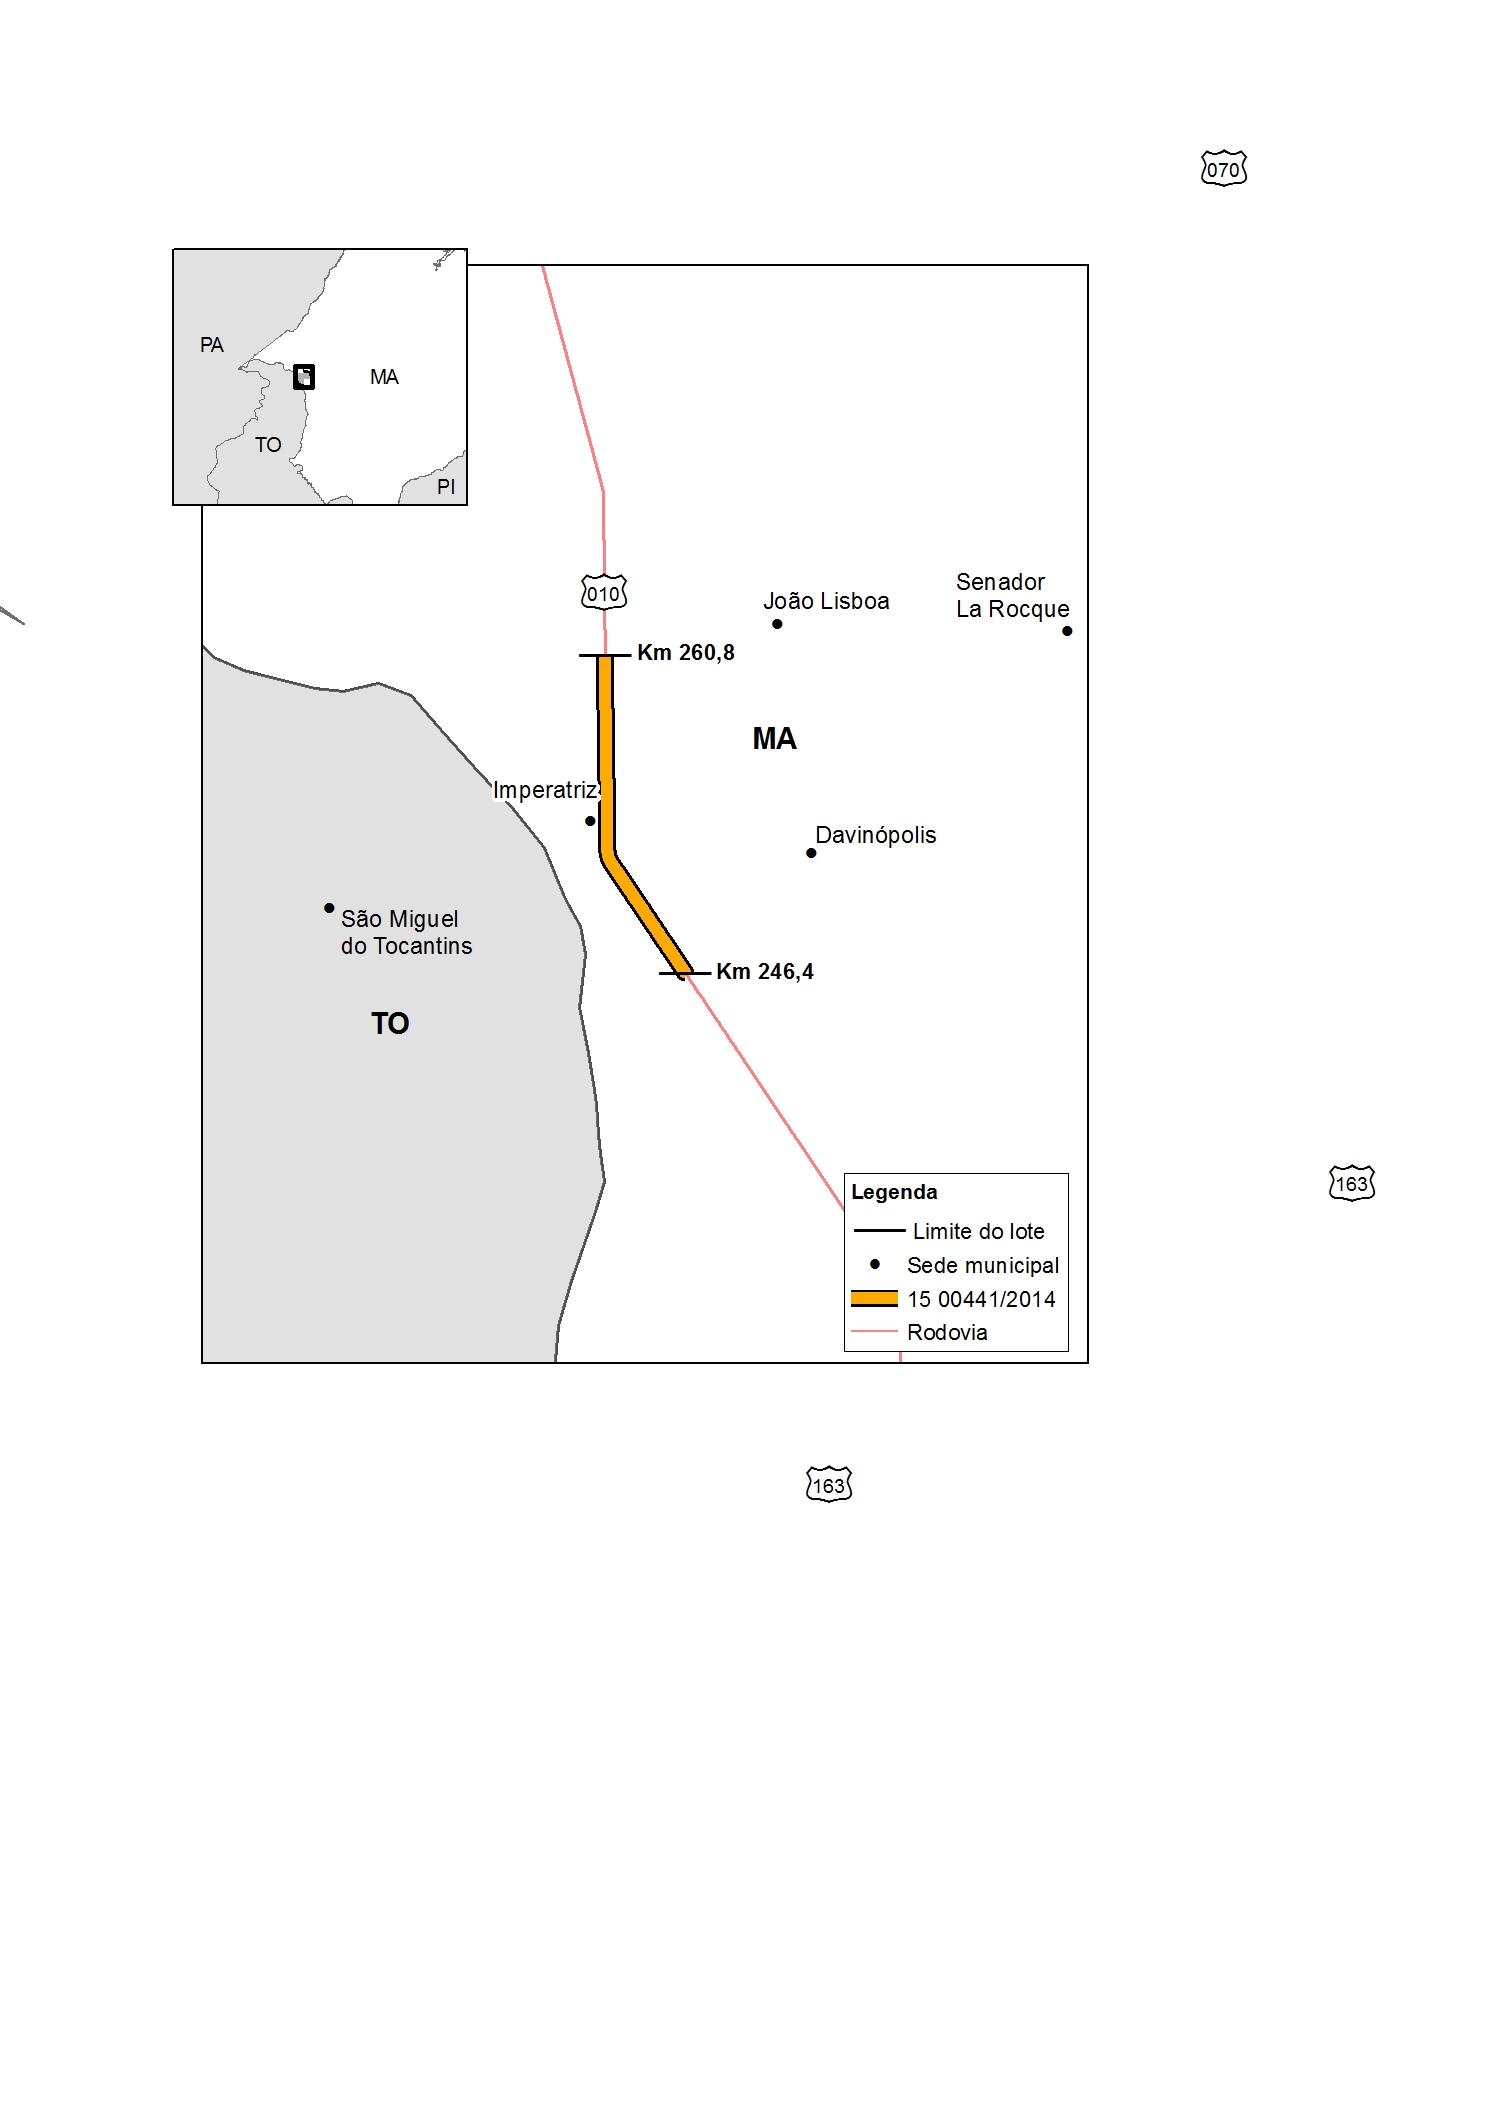 070
PA
MA
TO
PI
010
João Lisboa
Senador
La Rocque
Km 260,8
MA
Imperatriz
Davinópolis
São Miguel
do Tocantins
Km 246,4
TO
Legenda
Limite do lote
Sede municipal
15 00441/2014
Rodovia
163
163